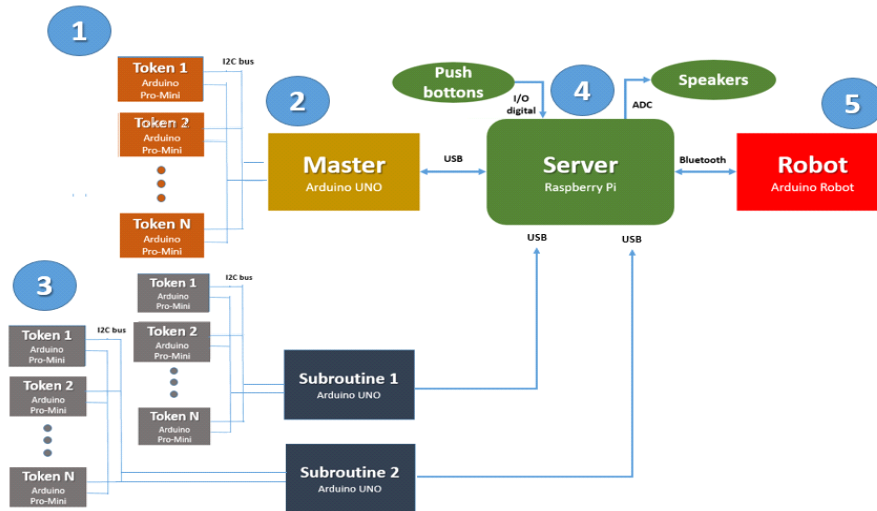 1
Token 1
Arduino
Pro-Mini
I2C bus
Token 2
Arduino
Pro-Mini
Token N
Arduino
Pro-Mini
2
Master
Arduino UNO
USB
Push
bottons
I/O
digital
4
ADC
Speakers
Server
Raspberry Pi
Bluetooth
5
Robot
Arduino Robot
USB
USB
3
Token 1
Arduino
Pro-Mini
I2C bus
Token 2
Arduino
Pro-Mini
Token N
Arduino
Pro-Mini
Token 1
Arduino
Pro-Mini
I2C bus
Token 2
Arduino
Pro-Mini
Token N
Arduino
Pro-Mini
Subroutine 1
Arduino UNO
Subroutine 2
Arduino UNO